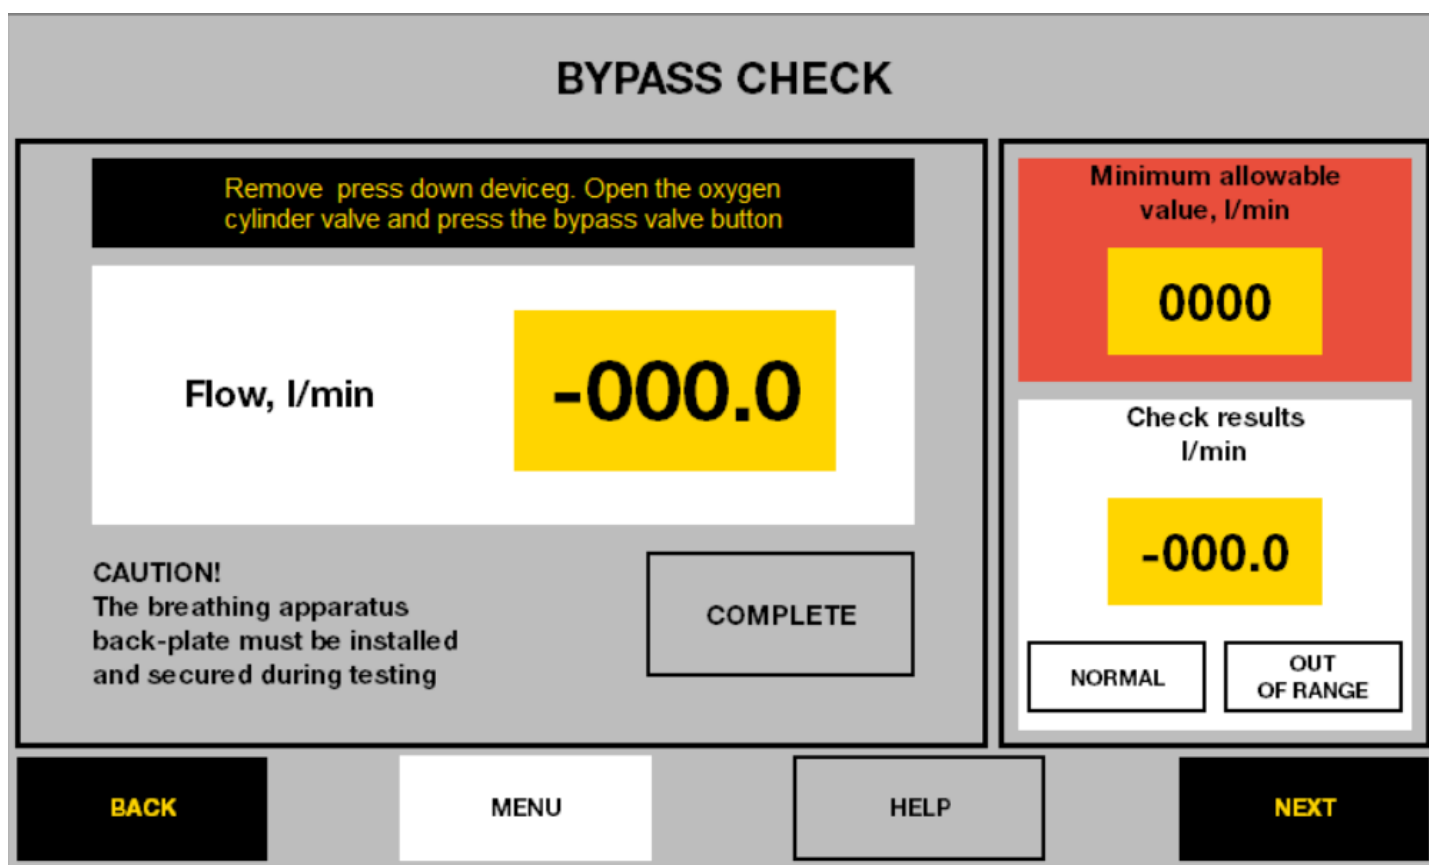 BYPASS CHECK
Remove  press down deviceg. Open the oxygen
cylinder valve and press the bypass valve button
Flow, l/min
-000.0
CAUTION!
The breathing apparatus
back-plate must be installed
and secured during testing
COMPLETE
Minimum allowable
value, l/min
0000
Check results
l/min
-000.0
NORMAL
OUT
OF RANGE
BACK
MENU
HELP
NEXT